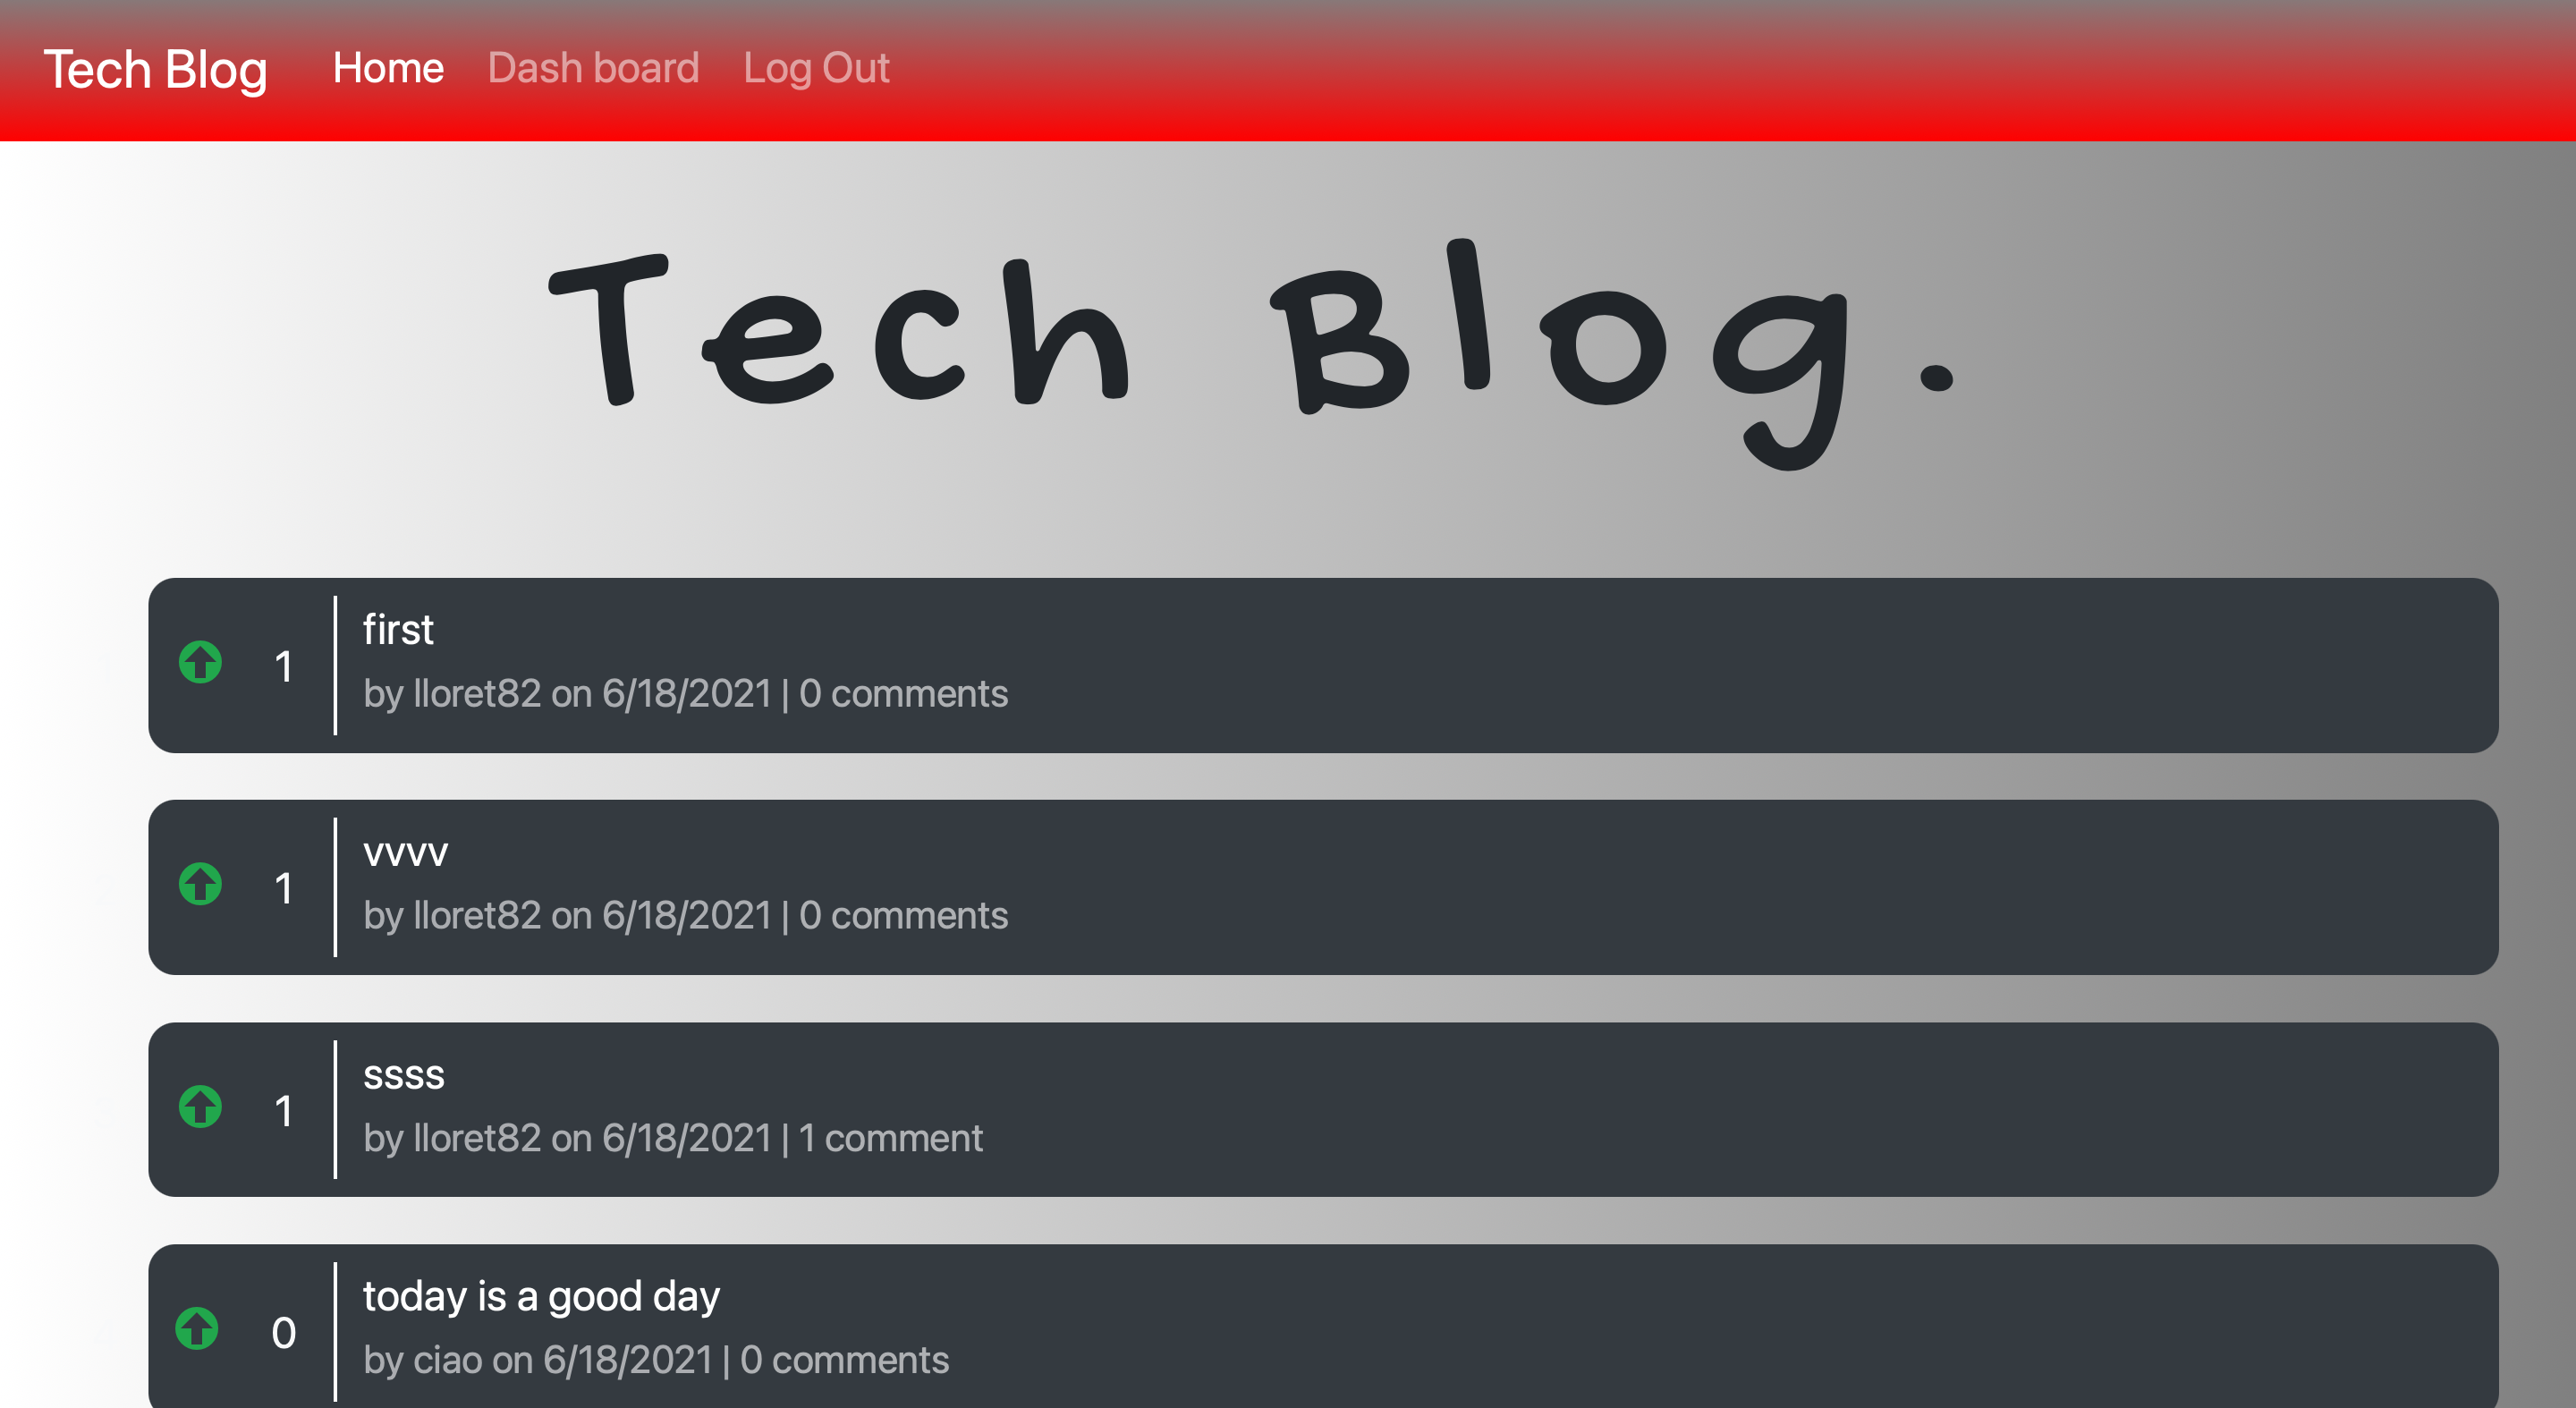 Tech Blog Home Dash board Log Out
Tech Blog.
1
first
by lloret82 on 6/18/2021 | 0 comments
1
vvvv
by lloret82 on 6/18/2021 | 0 comments
1
ssss
by lloret82 on 6/18/2021 | 1 comment
0
today is a good day
by ciao on 6/18/2021 | 0 comments